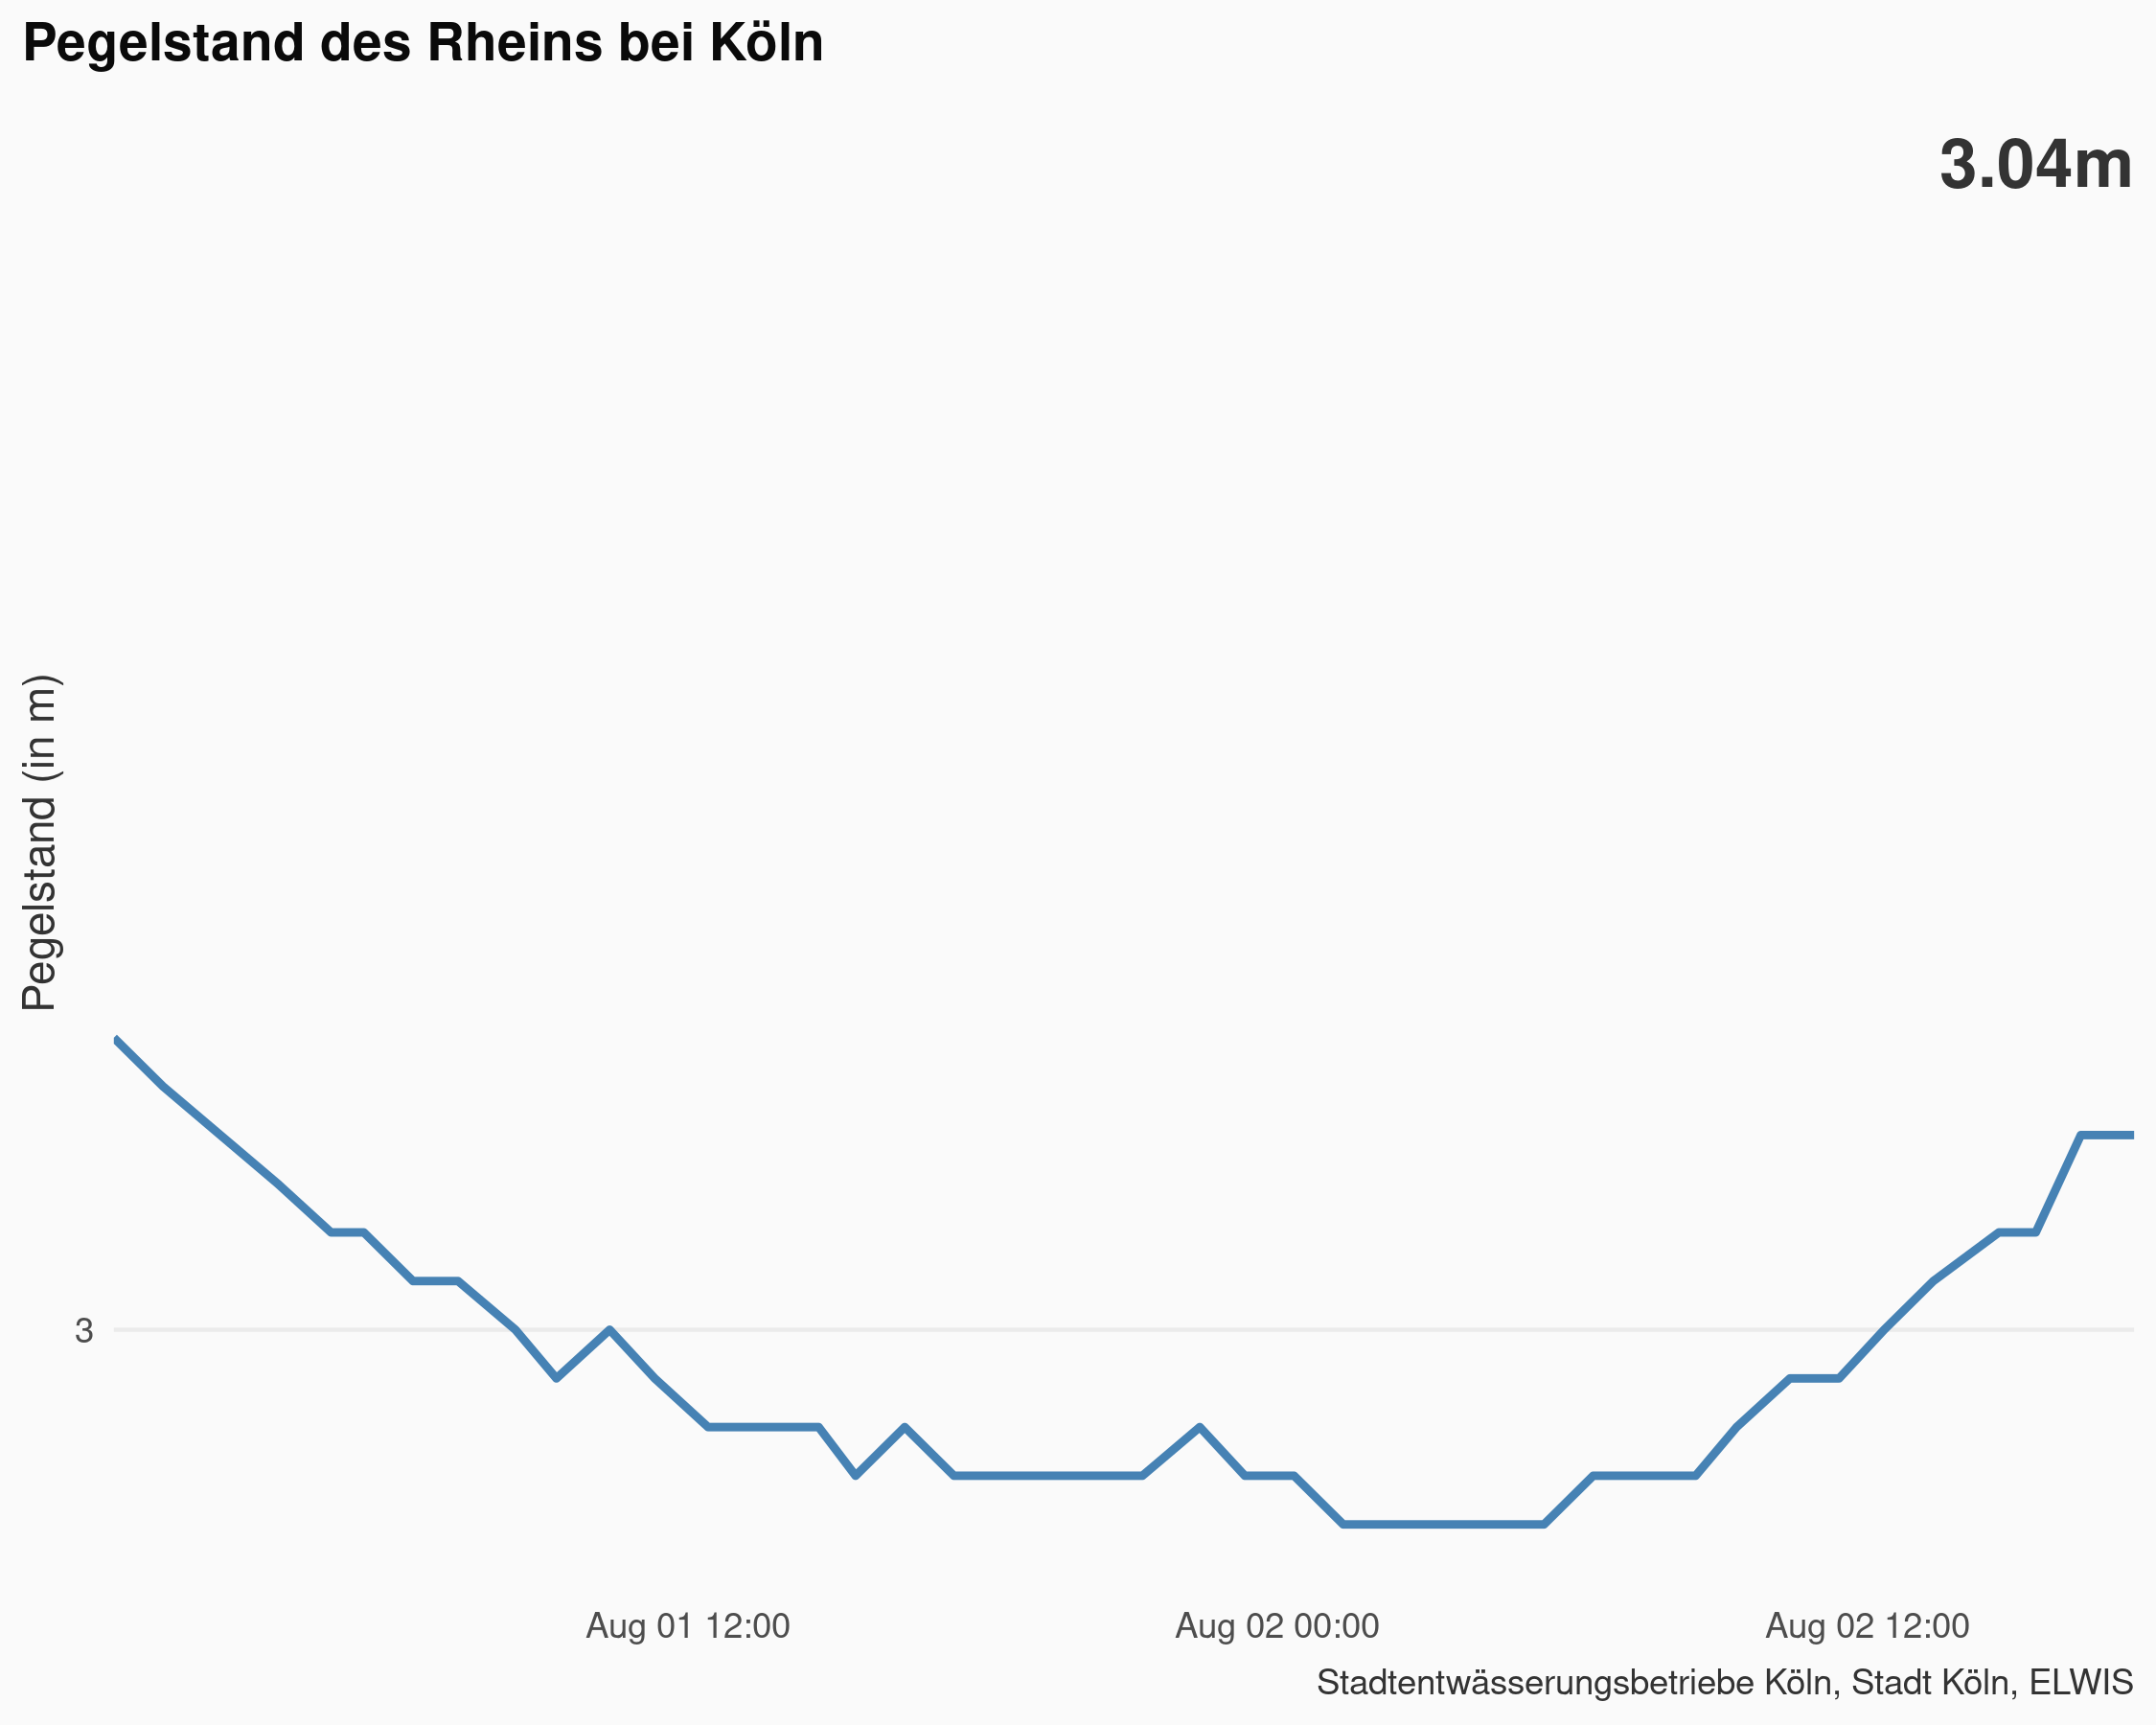 Pegelstand des Rheins bei Köln
3.04m
Pegelstand (in m)
3
Aug 01 12:00
Aug 02 00:00
Aug 02 12:00
Stadtentwässerungsbetriebe Köln, Stadt Köln, ELWIS